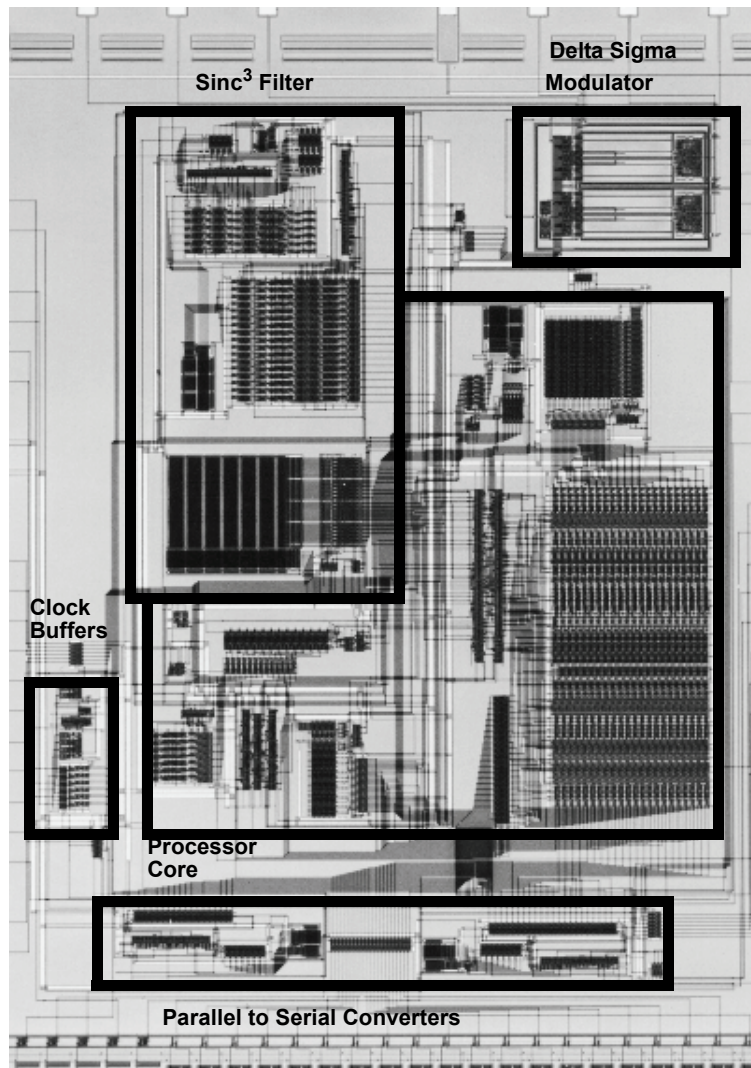 Delta Sigma
Sinc³ Filter
Modulator
Clock
Buffers
Processor
Core
Parallel to Serial Converters